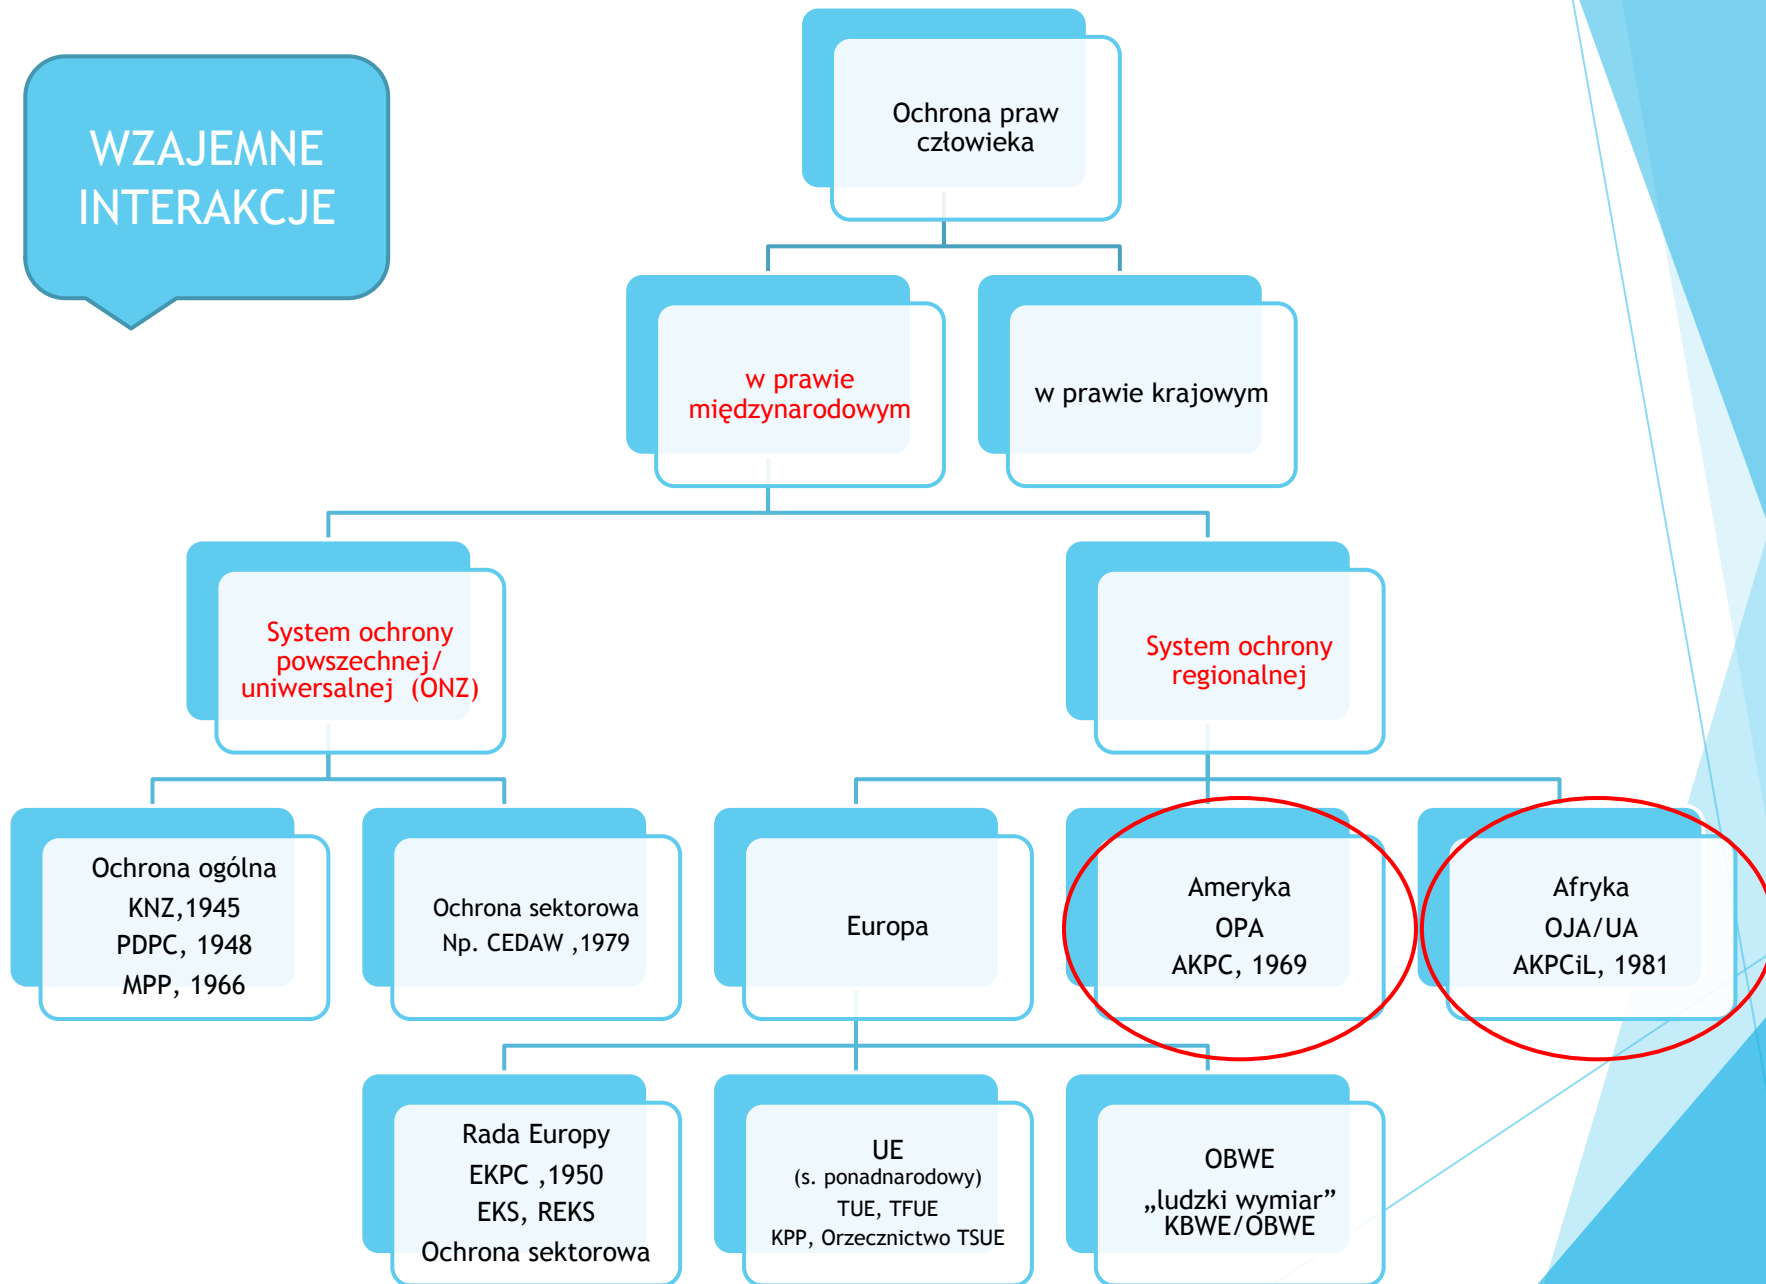 WZAJEMNE
INTERAKCJE
Ochrona praw
człowieka
w prawie
międzynarodowym
w prawie krajowym
System ochrony
powszechnej/
uniwersalnej (ONZ)
System ochrony
regionalnej
Ochrona ogólna
KNZ,1945
PDPC, 1948
MPP, 1966
Ochrona sektorowa
Np. CEDAW ,1979
Europa
Ameryka
OPA
AKPC, 1969
Afryka
OJA/UA
AKPCiL, 1981
Rada Europy
EKPC ,1950
EKS, REKS
Ochrona sektorowa
UE
(s. ponadnarodowy)
TUE, TFUE
KPP, Orzecznictwo TSUE
OBWE
„ludzki wymiar”
KBWE/OBWE